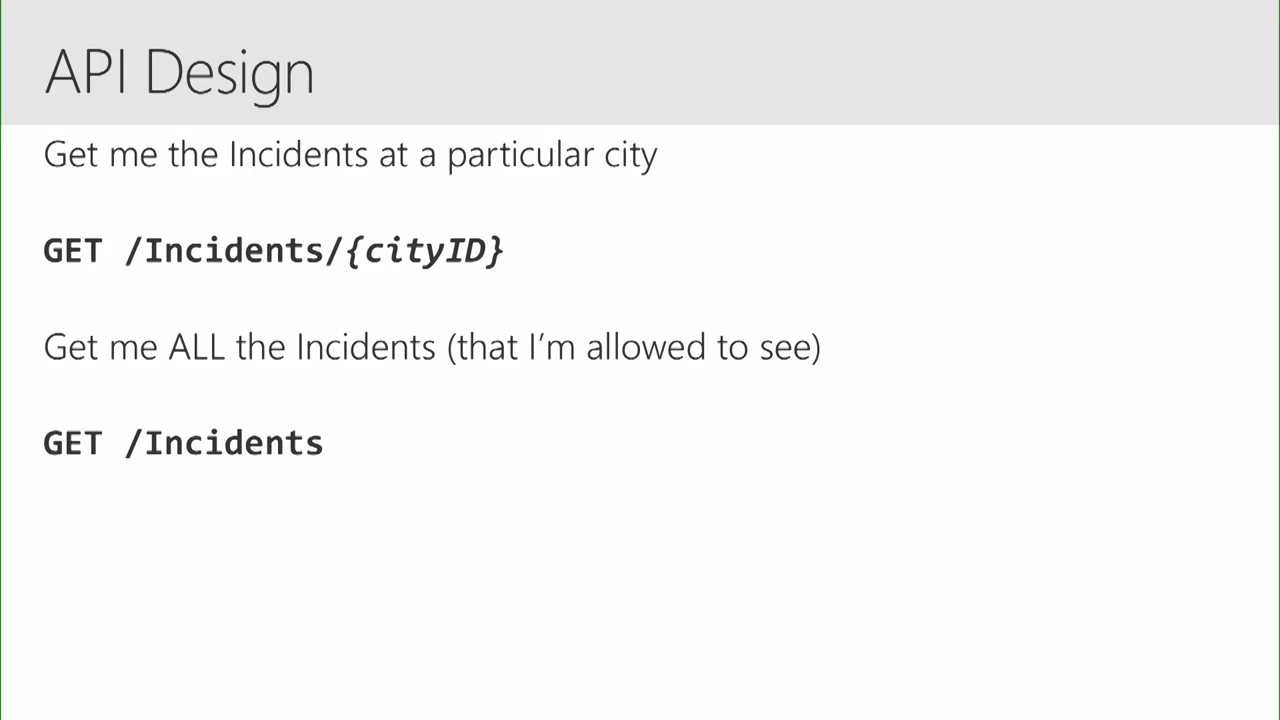 API Design
Get me the Incidents at a particular city
GET /Incidents/{cityID}
Get me ALL the Incidents (that I’m allowed to see)
GET /Incidents